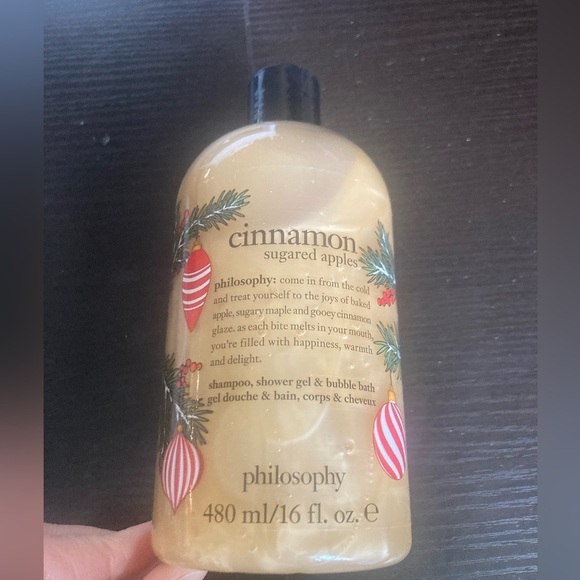 cinnamon
sugared apples
philosophy: come in from the cold
and treat yourself to the joys of baked
apple, sugary maple and gooey cinnamon
glaze. as each bite melts in your mouth,
you're filled with happiness, warmth
and delight.
shampoo, shower gel & bubble bath
gel douche & bain, corps & cheveux
philosophy
480 ml/16 fl. oz. e